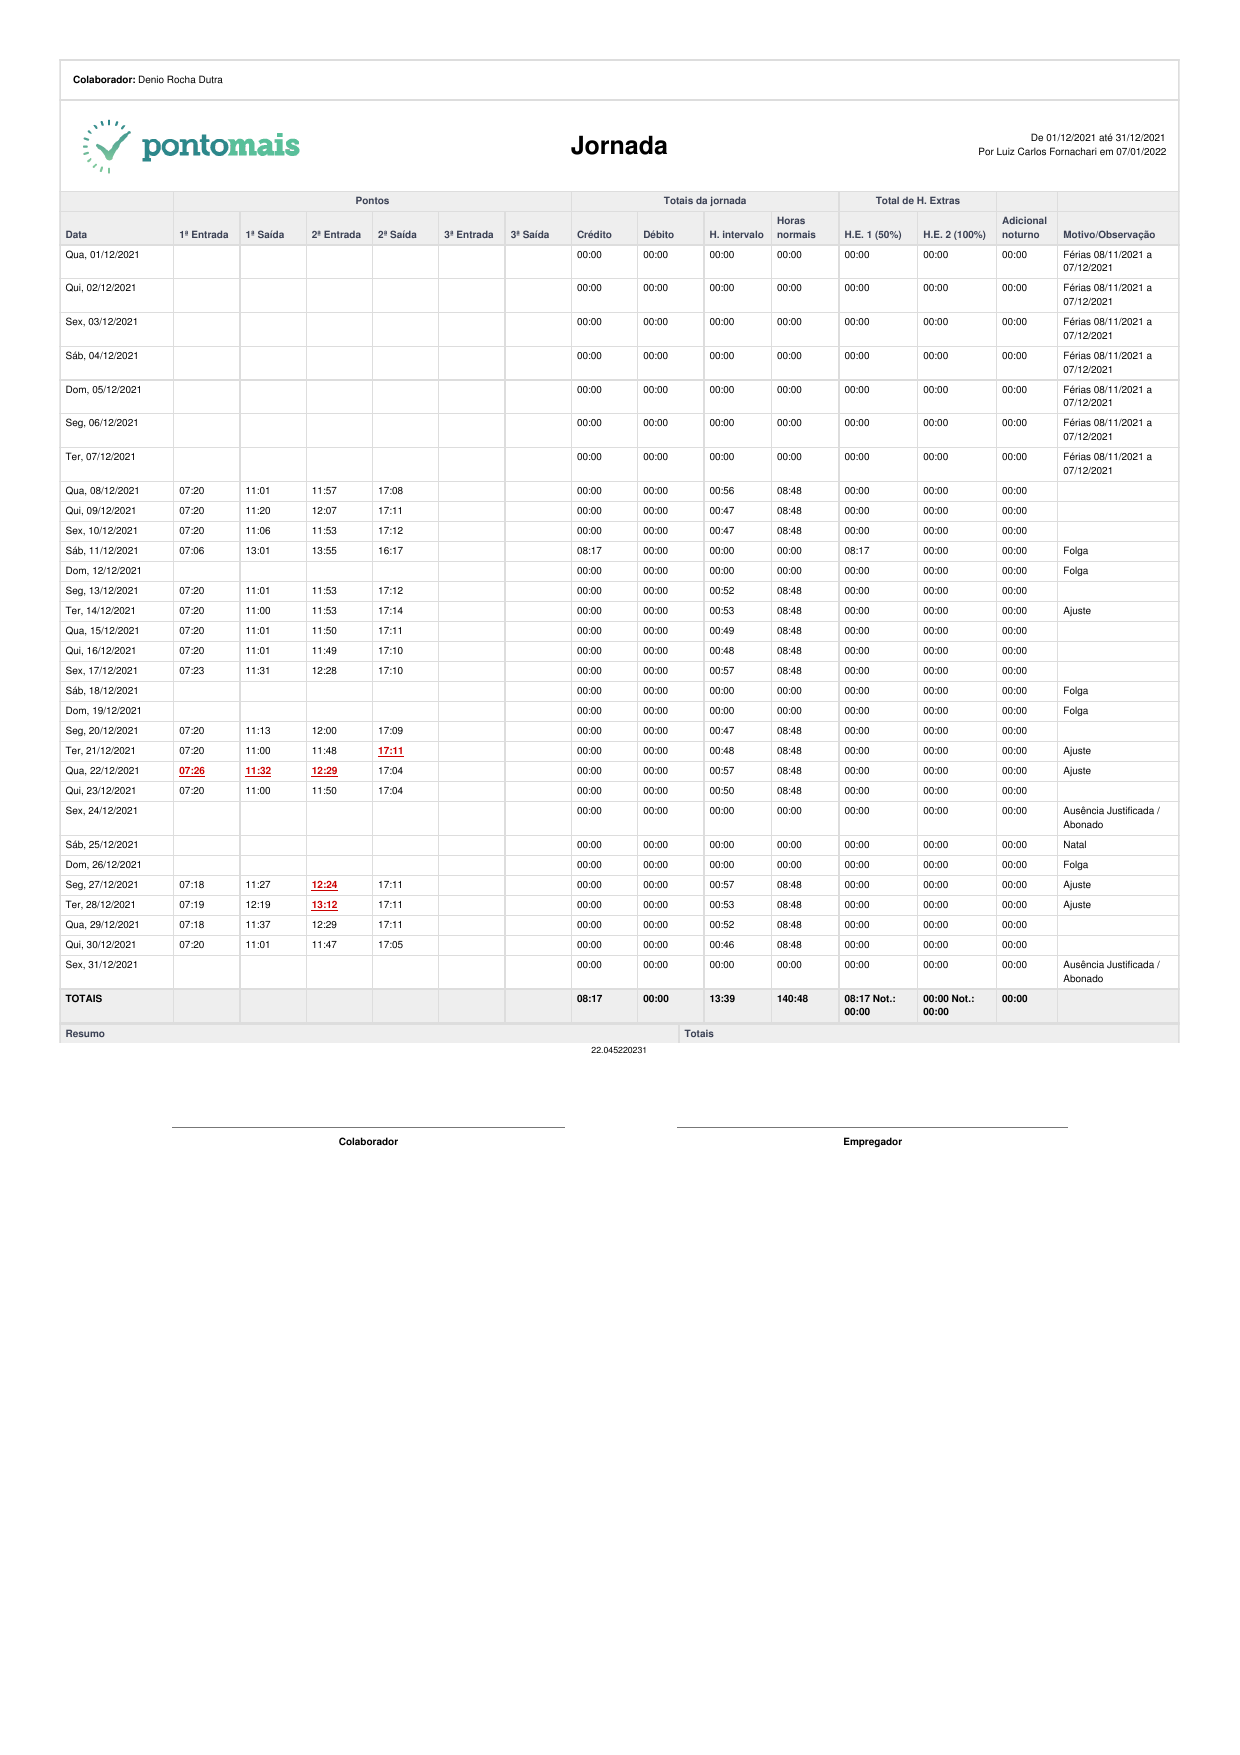 Colaborador: Denio Rocha Dutra
pontomais
Jornada
De 01/12/2021 até 31/12/2021
Por Luiz Carlos Fornachari em 07/01/2022
Pontos Totais da jornada Total de H. Extras
Data 1ª Entrada 1ª Saída 2ª Entrada 2ª Saída 3ª Entrada 3ª Saída Crédito Débito H. intervalo Horas normais H.E. 1 (50%) H.E. 2 (100%) Adicional noturno Motivo/Observação
Qua, 01/12/2021 00:00 00:00 00:00 00:00 00:00 00:00 00:00 Férias 08/11/2021 a
07/12/2021
Qui, 02/12/2021 00:00 00:00 00:00 00:00 00:00 00:00 00:00 Férias 08/11/2021 a
07/12/2021
Sex, 03/12/2021 00:00 00:00 00:00 00:00 00:00 00:00 00:00 Férias 08/11/2021 a
07/12/2021
Sáb, 04/12/2021 00:00 00:00 00:00 00:00 00:00 00:00 00:00 Férias 08/11/2021 a
07/12/2021
Dom, 05/12/2021 00:00 00:00 00:00 00:00 00:00 00:00 00:00 Férias 08/11/2021 a
07/12/2021
Seg, 06/12/2021 00:00 00:00 00:00 00:00 00:00 00:00 00:00 Férias 08/11/2021 a
07/12/2021
Ter, 07/12/2021 00:00 00:00 00:00 00:00 00:00 00:00 00:00 Férias 08/11/2021 a
07/12/2021
Qua, 08/12/2021 07:20 11:01 11:57 17:08 00:00 00:00 00:56 08:48 00:00 00:00 00:00
Qui, 09/12/2021 07:20 11:20 12:07 17:11 00:00 00:00 00:47 08:48 00:00 00:00 00:00
Sex, 10/12/2021 07:20 11:06 11:53 17:12 00:00 00:00 00:47 08:48 00:00 00:00 00:00
Sáb, 11/12/2021 07:06 13:01 13:55 16:17 08:17 00:00 00:00 00:00 08:17 00:00 00:00 Folga
Dom, 12/12/2021 00:00 00:00 00:00 00:00 00:00 00:00 00:00 Folga
Seg, 13/12/2021 07:20 11:01 11:53 17:12 00:00 00:00 00:52 08:48 00:00 00:00 00:00
Ter, 14/12/2021 07:20 11:00 11:53 17:14 00:00 00:00 00:53 08:48 00:00 00:00 00:00 Ajuste
Qua, 15/12/2021 07:20 11:01 11:50 17:11 00:00 00:00 00:49 08:48 00:00 00:00 00:00
Qui, 16/12/2021 07:20 11:01 11:49 17:10 00:00 00:00 00:48 08:48 00:00 00:00 00:00
Sex, 17/12/2021 07:23 11:31 12:28 17:10 00:00 00:00 00:57 08:48 00:00 00:00 00:00
Sáb, 18/12/2021 00:00 00:00 00:00 00:00 00:00 00:00 00:00 Folga
Dom, 19/12/2021 00:00 00:00 00:00 00:00 00:00 00:00 00:00 Folga
Seg, 20/12/2021 07:20 11:13 12:00 17:09 00:00 00:00 00:47 08:48 00:00 00:00 00:00
Ter, 21/12/2021 07:20 11:00 11:48 17:11 00:00 00:00 00:48 08:48 00:00 00:00 00:00 Ajuste
Qua, 22/12/2021 07:26 11:32 12:29 17:04 00:00 00:00 00:57 08:48 00:00 00:00 00:00 Ajuste
Qui, 23/12/2021 07:20 11:00 11:50 17:04 00:00 00:00 00:50 08:48 00:00 00:00 00:00
Sex, 24/12/2021 00:00 00:00 00:00 00:00 00:00 00:00 00:00 Ausência Justificada /
Abonado
Sáb, 25/12/2021 00:00 00:00 00:00 00:00 00:00 00:00 00:00 Natal
Dom, 26/12/2021 00:00 00:00 00:00 00:00 00:00 00:00 00:00 Folga
Seg, 27/12/2021 07:18 11:27 12:24 17:11 00:00 00:00 00:57 08:48 00:00 00:00 00:00 Ajuste
Ter, 28/12/2021 07:19 12:19 13:12 17:11 00:00 00:00 00:53 08:48 00:00 00:00 00:00 Ajuste
Qua, 29/12/2021 07:18 11:37 12:29 17:11 00:00 00:00 00:52 08:48 00:00 00:00 00:00
Qui, 30/12/2021 07:20 11:01 11:47 17:05 00:00 00:00 00:46 08:48 00:00 00:00 00:00
Sex, 31/12/2021 00:00 00:00 00:00 00:00 00:00 00:00 00:00 Ausência Justificada /
Abonado
TOTAIS 08:17 00:00 13:39 140:48 08:17 Not.: 00:00 Not.: 00:00
00:00 00:00
Resumo Totais
22.045220231
Colaborador Empregador